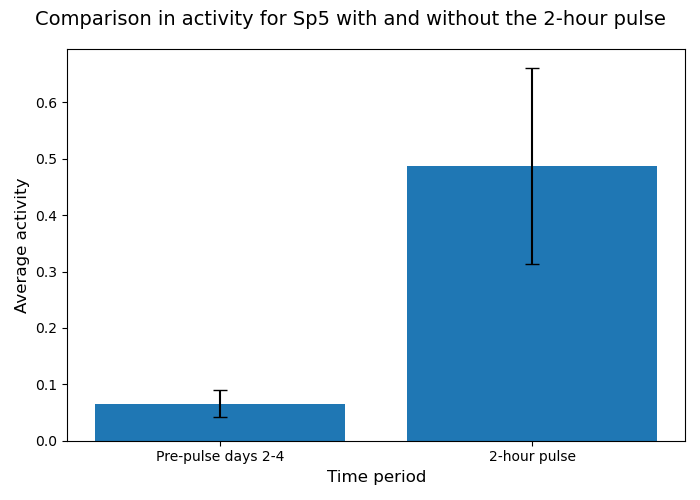 Comparison in activity for Sp5 with and without the 2-hour pulse
Average activity
0.6
0.5
0.4
0.3
0.2
0.1
0.0
Pre-pulse days 2-4
2-hour pulse
Time period